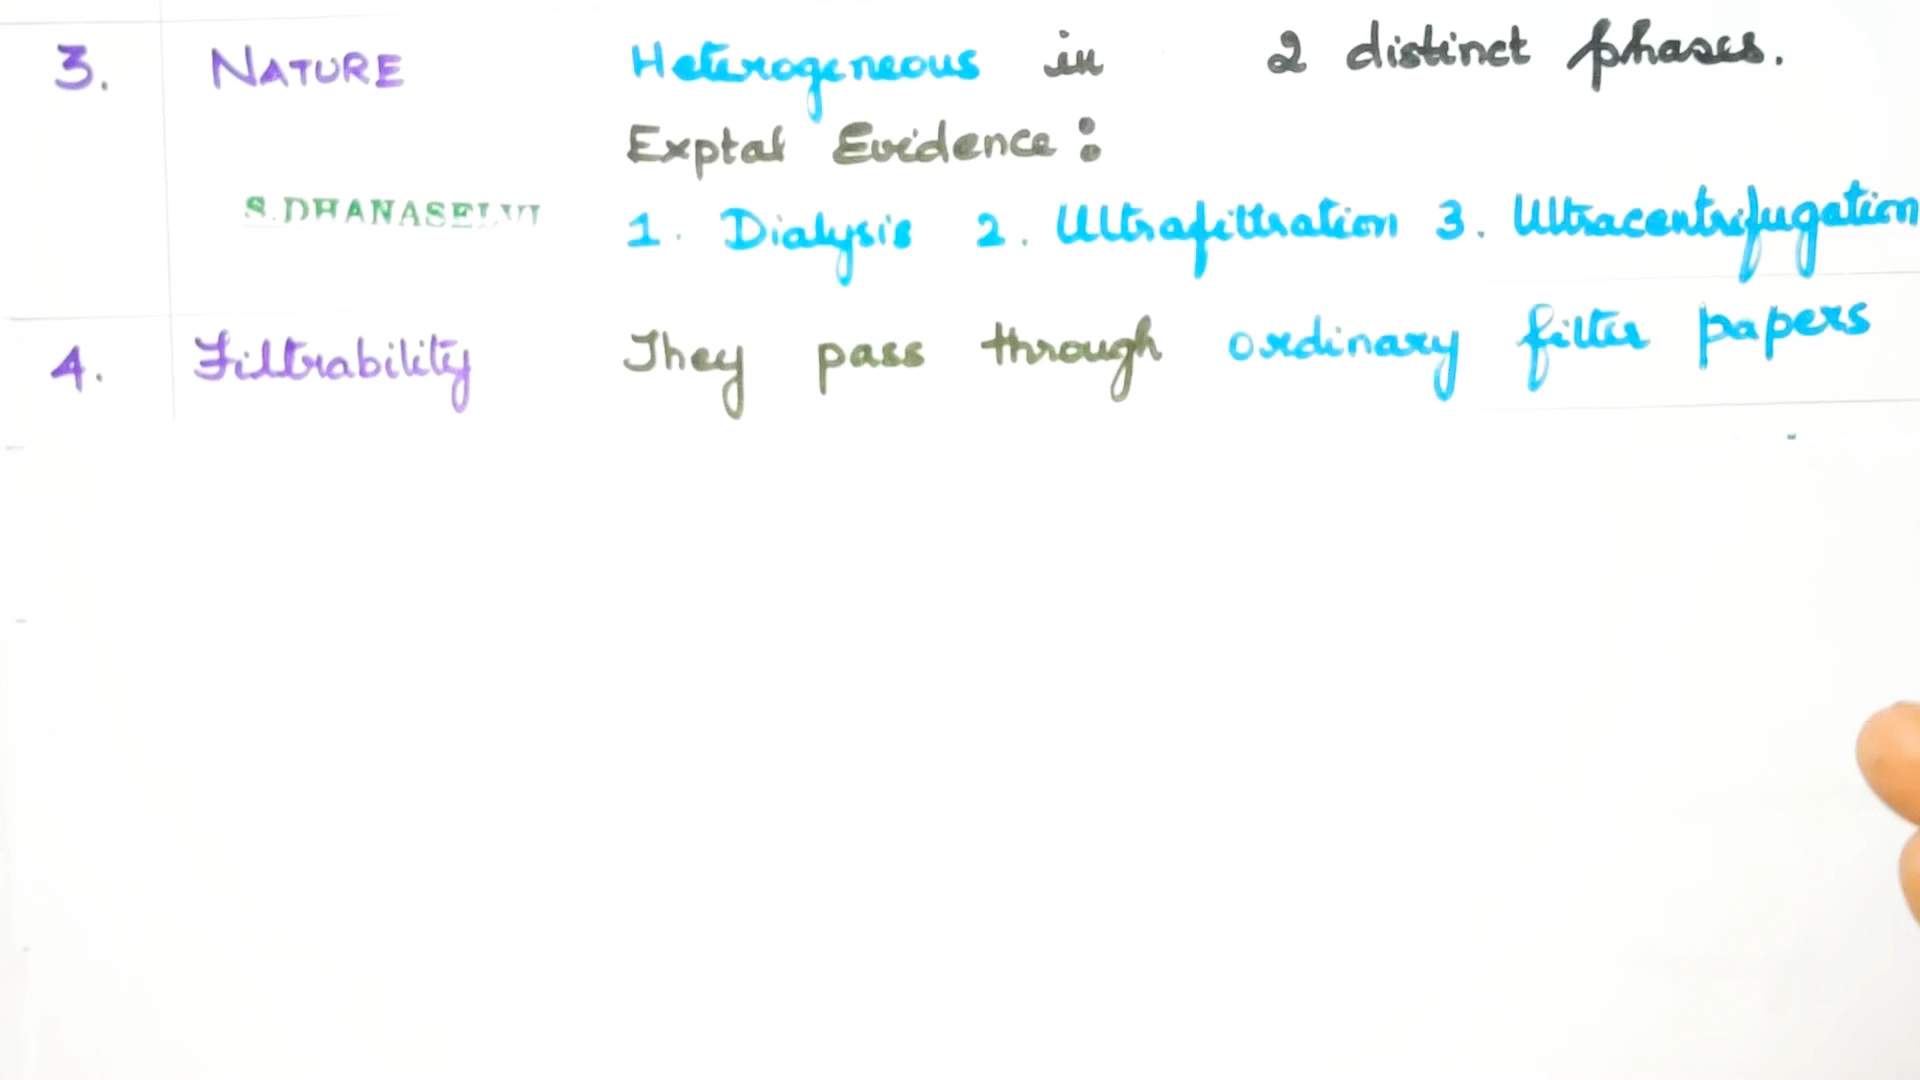 3. NATURE Heterogeneous in 2 distinct phases.
Exptal Evidence:
S.DHANASELVI
1. Dialysis 2. Ultrafiltration 3. Ultracentrifugation
4. Filtrability They pass through ordinary filter papers